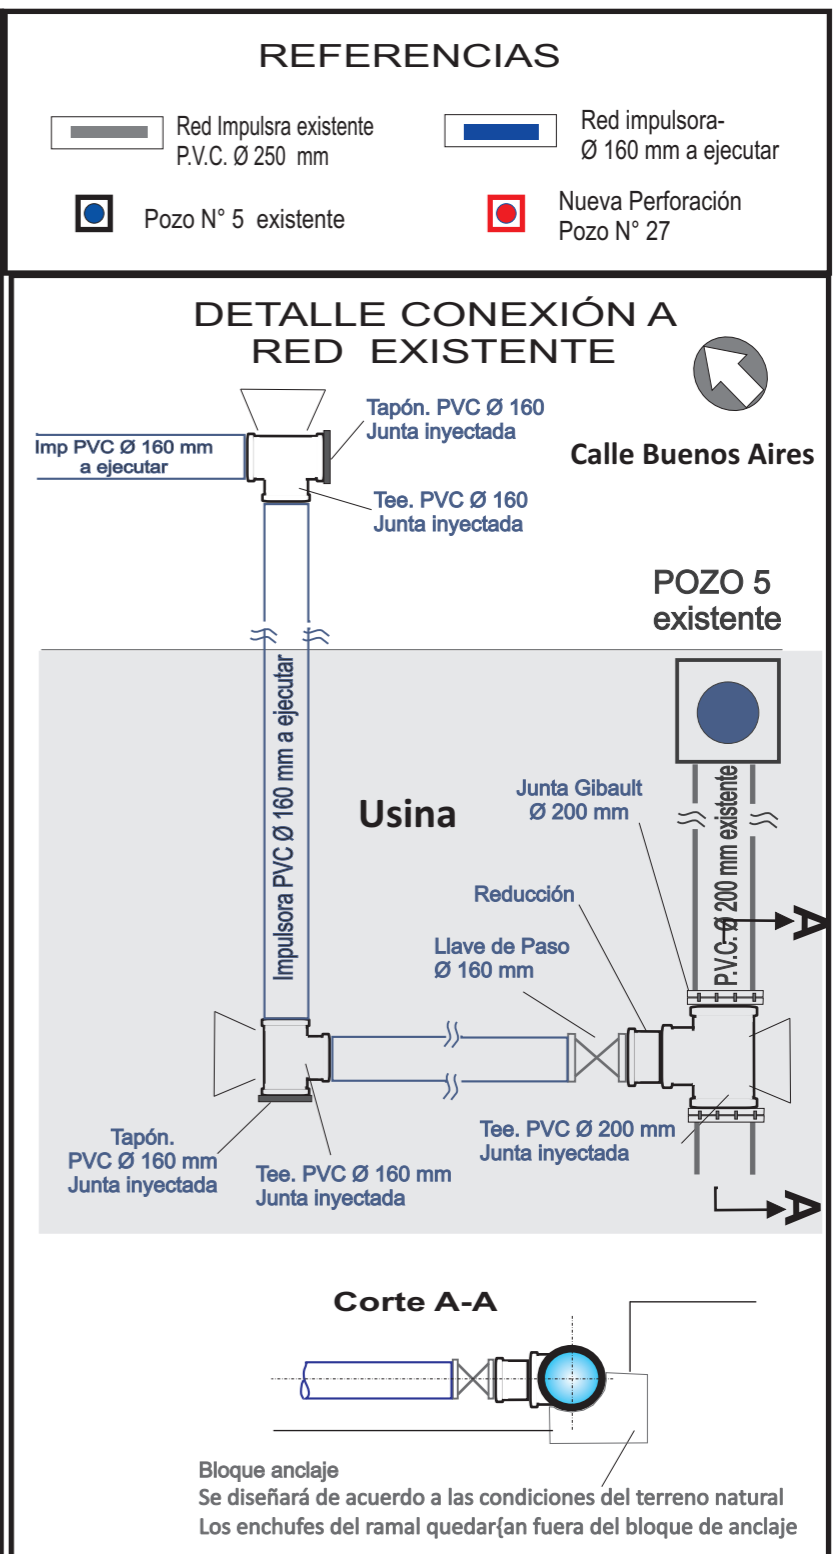 REFERENCIAS
Red Impulsra existente
P.V.C. Ø 250 mm
Red impulsora-
Ø 160 mm a ejecutar
Pozo N° 5 existente
Nueva Perforación
Pozo N° 27
DETALLE CONEXIÓN A
RED EXISTENTE
Tapón. PVC Ø 160
Junta inyectada
Imp PVC Ø 160 mm
a ejecutar
Calle Buenos Aires
Tee. PVC Ø 160
Junta inyectada
POZO 5
existente
Impulsora PVC Ø 160 mm a ejecutar
Usina
Junta Gibault
Ø 200 mm
P.V.C. Ø 200 mm existente
Reducción
A
Llave de Paso
Ø 160 mm
Tapón.
PVC Ø 160 mm
Junta inyectada
Tee. PVC Ø 160 mm
Junta inyectada
Tee. PVC Ø 200 mm
Junta inyectada
A
Corte A-A
Bloque anclaje
Se diseñará de acuerdo a las condiciones del terreno natural
Los enchufes del ramal quedar{an fuera del bloque de anclaje